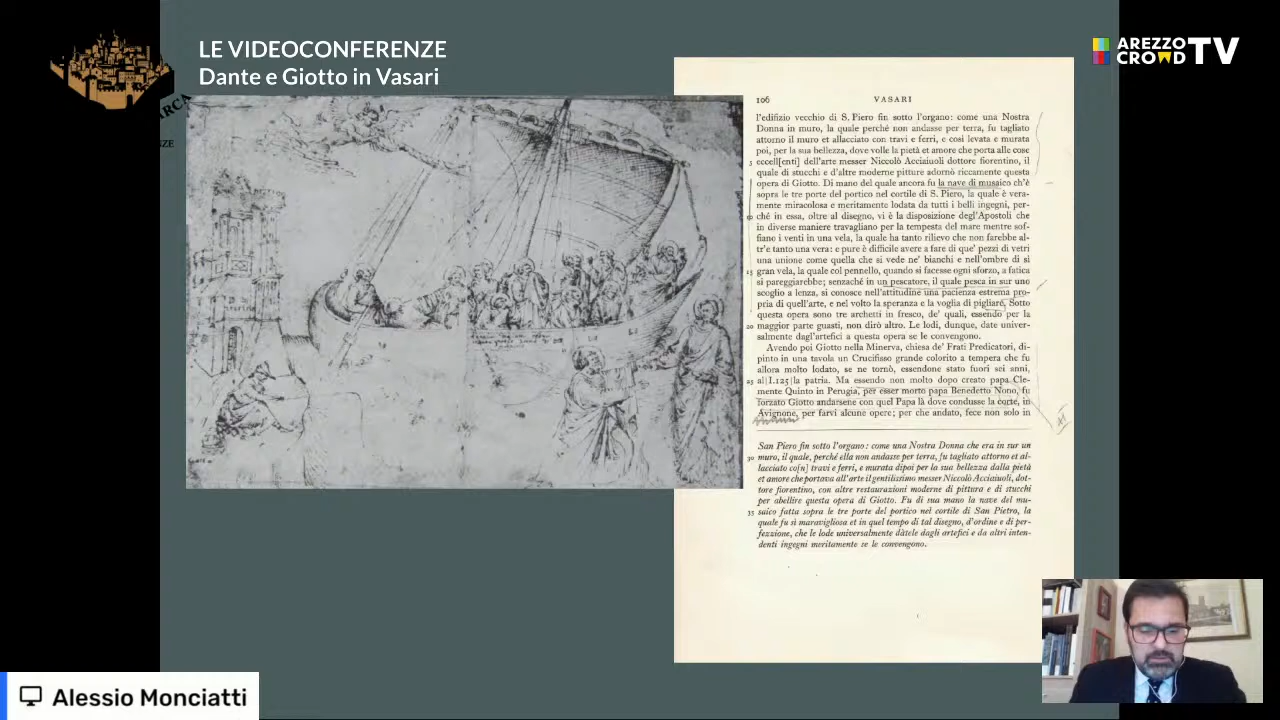 LE VIDEOCONFERENZE
Dante e Giotto in Vasari
AREZZO
CROWD TV
106 VASARI
l'edifizio vecchio di S. Piero fin sotto l'organo: come una Nostra
Donna in muro, la quale perché non andasse per terra, fu tagliato
attorno il muro et allacciato con travi e ferri, e così levata e murata
poi, per la sua bellezza, dove volle la pietà et amore che porta alle cose
5 eccell[enti] dell'arte messer Niccolò Acciaiuoli dottore fiorentino, il
quale di stucchi e d'altre moderne pitture adornò riccamente questa
opera di Giotto. Di mano del quale ancora fu la nave di musaico ch'è
sopra le tre porte del portico nel cortile di S. Piero, la quale è vera-
mente miracolosa e meritamente lodata da tutti i belli ingegni, per-
10 ché in essa, oltre al disegno, vi è la disposizione degl'Apostoli che
in diverse maniere travagliano per la tempesta del mare mentre sof-
fiano i venti in una vela, la quale ha tanto rilievo che non farebbe al-
tr'e tanto una vera: e pure è difficile avere a fare di que' pezzi di vetri
una unione come quella che si vede ne' bianchi e nell'ombre di sì
15 gran vela, la quale col pennello, quando si facesse ogni sforzo, a fatica
si pareggiarebbe; senzaché in un pescatore, il quale pesca in sur uno
scoglio a lenza, si conosce nell'attitudine una pacienza estrema pro-
pria di quell'arte, e nel volto la speranza e la voglia di pigliare. Sotto
questa opera sono tre archetti in fresco, de' quali, essendo per la
20 maggior parte guasti, non dirò altro. Le lodi, dunque, date univer-
salmente dagl'artefici a questa opera se le convengono.
Avendo poi Giotto nella Minerva, chiesa de' Frati Predicatori, di-
pinto in una tavola un Crucifisso grande colorito a tempera che fu
allora molto lodato, se ne tornò, essendone stato fuori sei anni,
25 al|I.125|la patria. Ma essendo non molto dopo creato papa Cle-
mente Quinto in Perugia, per esser morto papa Benedetto Nono, fu
forzato Giotto andarsene con quel Papa là dove condusse la corte, in
Avignone, per farvi alcune opere; per che andato, fece non solo in
San Piero fin sotto l'organo: come una Nostra Donna che era in sur un
30 muro, il quale, perché ella non andasse per terra, fu tagliato attorno et al-
lacciato co[n] travi e ferri, e murata dipoi per la sua bellezza dalla pietà
et amore che portava all'arte il gentilissimo messer Niccolò Acciaiuoli, dot-
tore fiorentino, con altre restaurazioni moderne di pittura e di stucchi
per abellire questa opera di Giotto. Fu di sua mano la nave del mu-
35 saico fatta sopra le tre porte del portico nel cortile di San Pietro, la
quale fu sì maravigliosa et in quel tempo di tal disegno, d'ordine e di per-
fezzione, che le lode universalmente dàtele dagli artefici e da altri inten-
denti ingegni meritamente se le convengono.
Alessio Monciatti